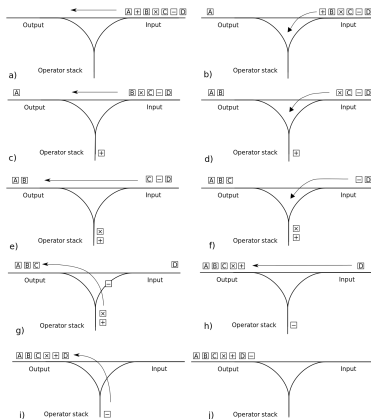 A + B × C − D
Output Input
Operator stack
a)
A + B × C − D
Output Input
Operator stack
b)
A B × C − D
Output Input
Operator stack +
c)
A B × C − D
Output Input
Operator stack +
d)
A B C − D
Output Input
×
Operator stack +
e)
A B C − D
Output Input
×
Operator stack +
f)
A B C D
− Input
Output
×
Operator stack +
g)
A B C × + D
Output Input
Operator stack −
h)
A B C × + D
Output Input
Operator stack −
i)
A B C × + D −
Output Input
Operator stack
j)